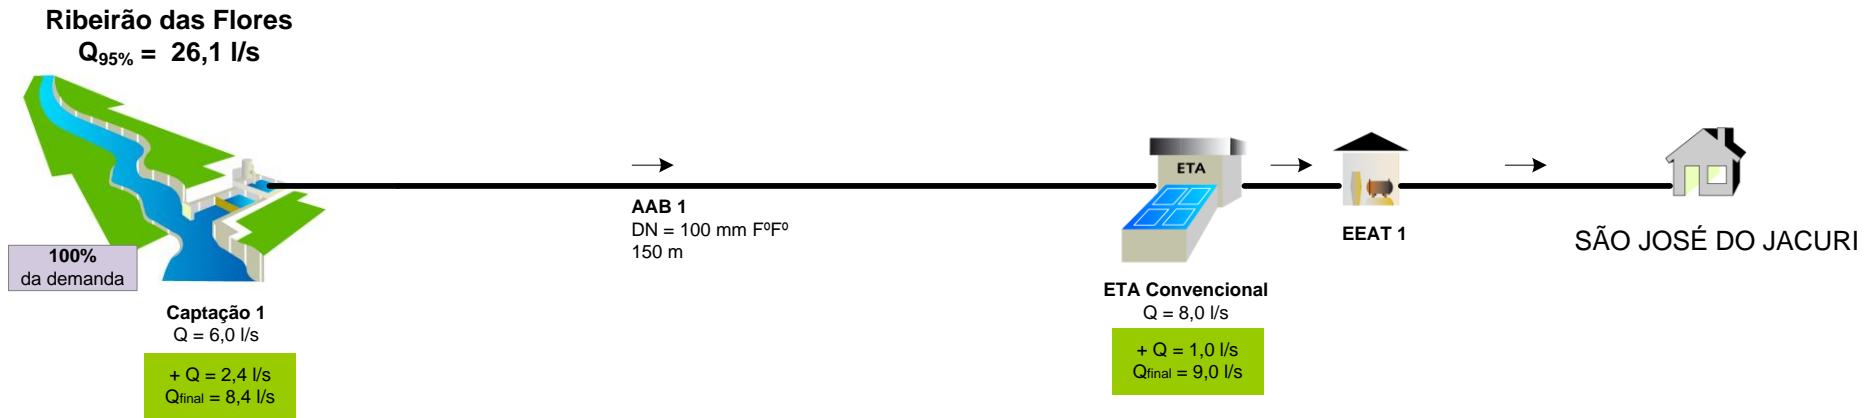 Ribeirão das Flores
Q95% = 26,1 l/s
100%
da demanda
Captação 1
Q = 6,0 l/s
+ Q = 2,4 l/s
Qfinal = 8,4 l/s
AAB 1
DN = 100 mm FºFº
150 m
ETA
ETA Convencional
Q = 8,0 l/s
+ Q = 1,0 l/s
Qfinal = 9,0 l/s
EEAT 1
SÃO JOSÉ DO JACURI